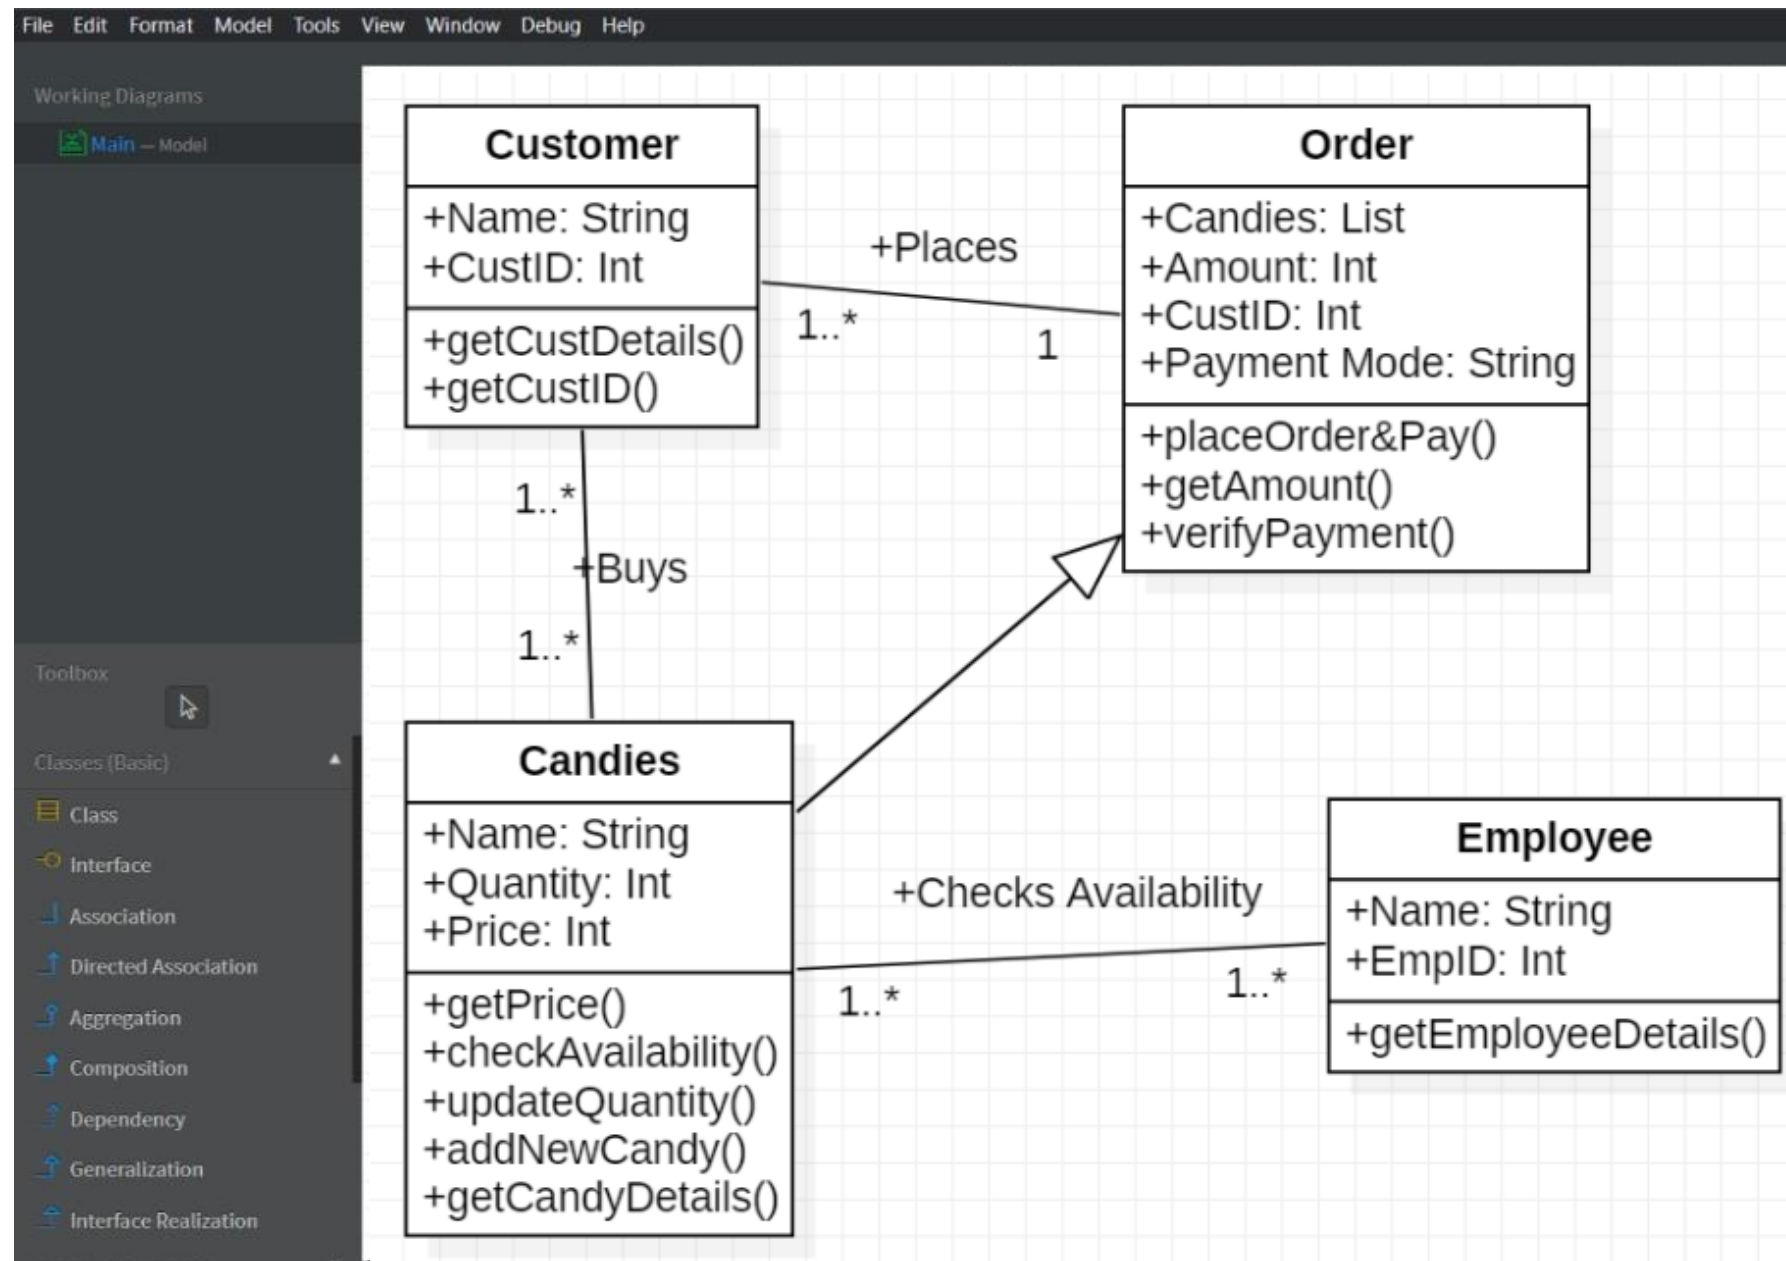 File Edit Format Model Tools View Window Debug Help
Working Diagrams
Main — Model
Toolbox
Classes (Basic)
Class
Interface
Association
Directed Association
Aggregation
Composition
Dependency
Generalization
Interface Realization
Customer
+Name: String
+CustID: Int
+getCustDetails()
+getCustID()
+Places
1..*
1
Order
+Candies: List
+Amount: Int
+CustID: Int
+Payment Mode: String
+placeOrder&Pay()
+getAmount()
+verifyPayment()
1..*
+Buys
1..*
Candies
+Name: String
+Quantity: Int
+Price: Int
+getPrice()
+checkAvailability()
+updateQuantity()
+addNewCandy()
+getCandyDetails()
+Checks Availability
1..*
1..*
Employee
+Name: String
+EmpID: Int
+getEmployeeDetails()